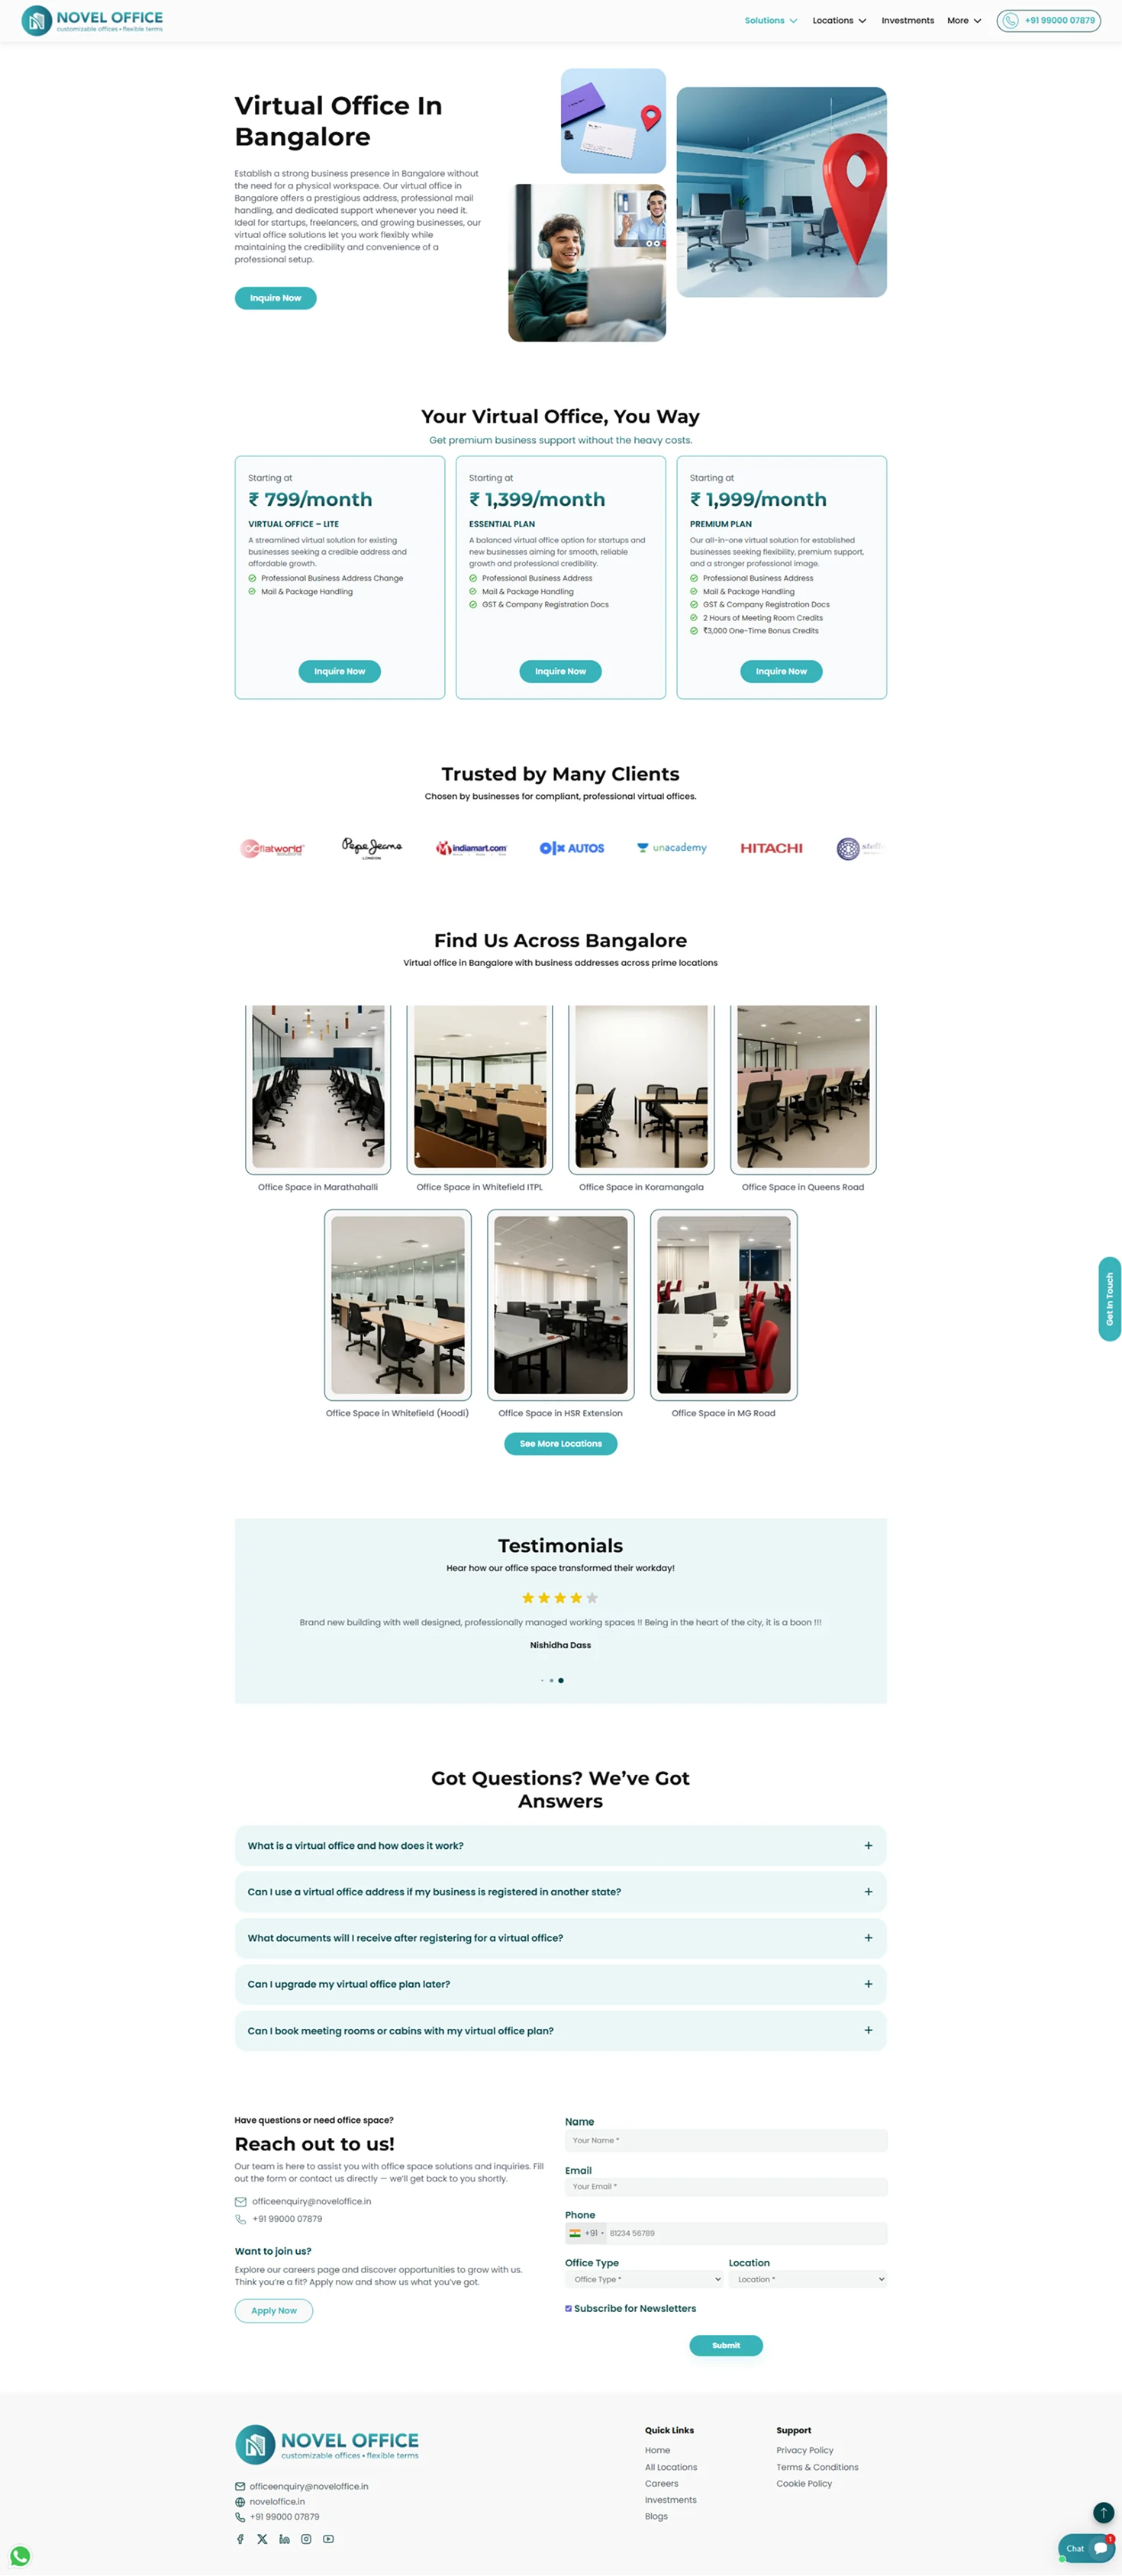 NOVEL OFFICE
customizable offices • flexible terms
Solutions
Locations
Investments
More
+91 99000 07879
Virtual Office In
Bangalore
Establish a strong business presence in Bangalore without
the need for a physical workspace. Our virtual office in
Bangalore offers a prestigious address, professional mail
handling, and dedicated support whenever you need it.
Ideal for startups, freelancers, and growing businesses, our
virtual office solutions let you work flexibly while
maintaining the credibility and convenience of a
professional setup.
Inquire Now
Your Virtual Office, You Way
Get premium business support without the heavy costs.
Starting at
₹ 799/month
VIRTUAL OFFICE – LITE
A streamlined virtual solution for existing
businesses seeking a credible address and
affordable growth.
Professional Business Address Change
Mail & Package Handling
Inquire Now
Starting at
₹ 1,399/month
ESSENTIAL PLAN
A balanced virtual office option for startups and
new businesses aiming for smooth, reliable
growth and professional credibility.
Professional Business Address
Mail & Package Handling
GST & Company Registration Docs
Inquire Now
Starting at
₹ 1,999/month
PREMIUM PLAN
Our all-in-one virtual solution for established
businesses seeking flexibility, premium support,
and a stronger professional image.
Professional Business Address
Mail & Package Handling
GST & Company Registration Docs
2 Hours of Meeting Room Credits
₹3,000 One-Time Bonus Credits
Inquire Now
Trusted by Many Clients
Chosen by businesses for compliant, professional virtual offices.
flatworld
solutions
Pepe Jeans
LONDON
indiamart.com
olx AUTOS
unacademy
HITACHI
Find Us Across Bangalore
Virtual office in Bangalore with business addresses across prime locations
Office Space in Marathahalli
Office Space in Whitefield ITPL
Office Space in Koramangala
Office Space in Queens Road
Office Space in Whitefield (Hoodi)
Office Space in HSR Extension
Office Space in MG Road
See More Locations
Get In Touch
Testimonials
Hear how our office space transformed their workday!
Brand new building with well designed, professionally managed working spaces !! Being in the heart of the city, it is a boon !!!
Nishidha Dass
Got Questions? We’ve Got
Answers
What is a virtual office and how does it work?
Can I use a virtual office address if my business is registered in another state?
What documents will I receive after registering for a virtual office?
Can I upgrade my virtual office plan later?
Can I book meeting rooms or cabins with my virtual office plan?
Have questions or need office space?
Reach out to us!
Our team is here to assist you with office space solutions and inquiries. Fill
out the form or contact us directly — we’ll get back to you shortly.
officeenquiry@noveloffice.in
+91 99000 07879
Want to join us?
Explore our careers page and discover opportunities to grow with us.
Think you’re a fit? Apply now and show us what you’ve got.
Apply Now
Name
Your Name *
Email
Your Email *
Phone
+91 81234 56789
Office Type
Office Type *
Location
Location *
Subscribe for Newsletters
Submit
NOVEL OFFICE
customizable offices • flexible terms
officeenquiry@noveloffice.in
noveloffice.in
+91 99000 07879
Quick Links
Home
All Locations
Careers
Investments
Blogs
Support
Privacy Policy
Terms & Conditions
Cookie Policy
Chat
1